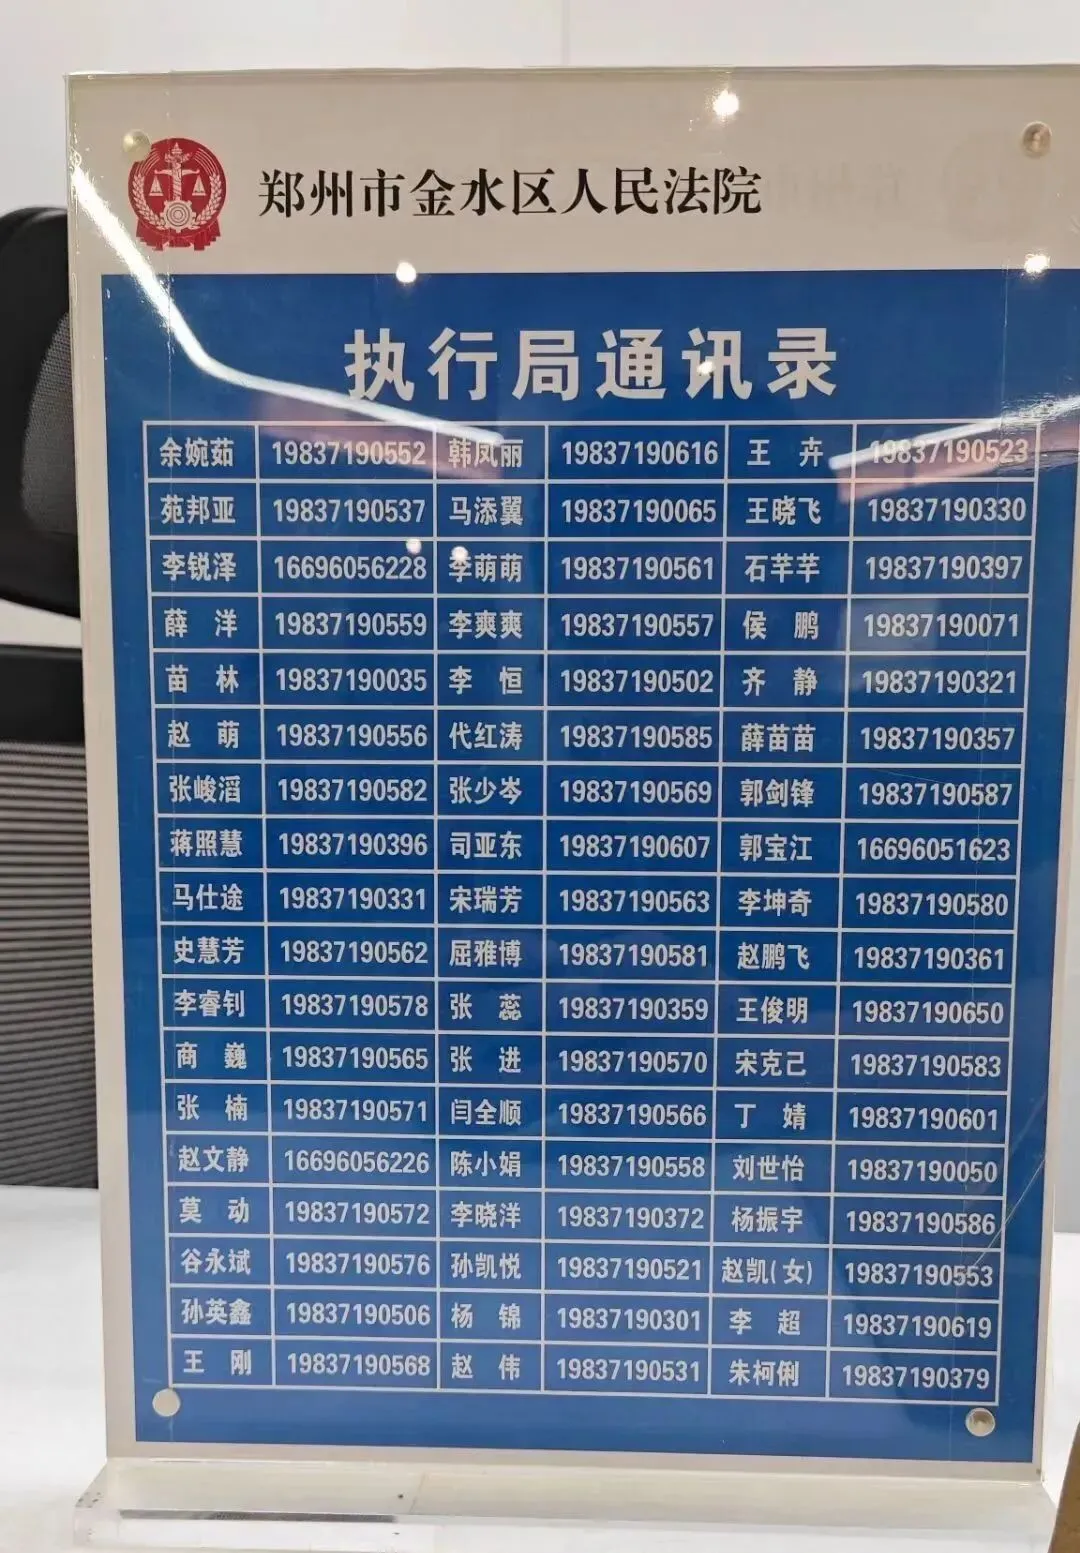 郑州市金水区人民法院
执行局通讯录
余婉茹 19837190552 韩凤丽 19837190616 王卉 19837190523
苑邦亚 19837190537 马添翼 19837190065 王晓飞 19837190330
李锐泽 16696056228 李萌萌 19837190561 石芊芊 19837190397
薛洋 19837190559 李爽爽 19837190557 侯鹏 19837190071
苗林 19837190035 李恒 19837190502 齐静 19837190321
赵萌 19837190556 代红涛 19837190585 薛苗苗 19837190357
张峻滔 19837190582 张少岑 19837190569 郭剑锋 19837190587
蒋照慧 19837190396 司亚东 19837190607 郭宝江 16696051623
马仕途 19837190331 宋瑞芳 19837190563 李坤奇 19837190580
史慧芳 19837190562 屈雅博 19837190581 赵鹏飞 19837190361
李睿钊 19837190578 张蕊 19837190359 王俊明 19837190650
商巍 19837190565 张进 19837190570 宋克己 19837190583
张楠 19837190571 闫全顺 19837190566 丁婧 19837190601
赵文静 16696056226 陈小娟 19837190558 刘世怡 19837190050
莫动 19837190572 李晓洋 19837190372 杨振宇 19837190586
谷永斌 19837190576 孙凯悦 19837190521 赵凯(女) 19837190553
孙英鑫 19837190506 杨锦 19837190301 李超 19837190619
王刚 19837190568 赵伟 19837190531 朱柯俐 19837190379